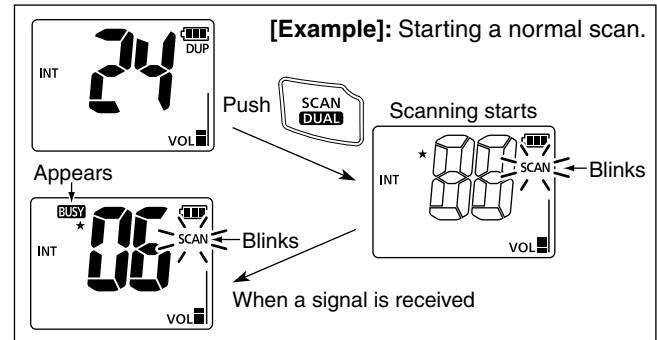 [Example]: Starting a normal scan.
24
DUP
INT
VOL
Push
SCAN
DUAL
Scanning starts
★
SCAN
Blinks
INT
VOL
Appears
BUSY
★
06
SCAN
Blinks
INT
VOL
When a signal is received